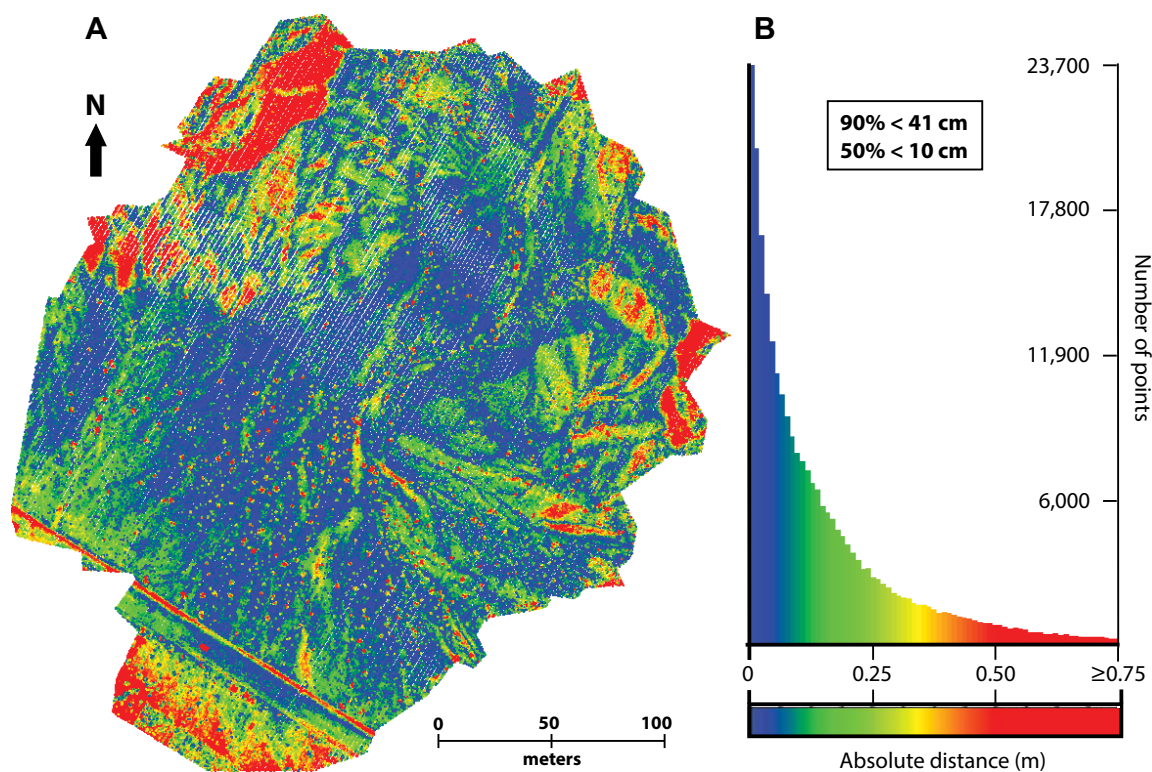 A
N
0 50 100
meters
B
90% < 41 cm
50% < 10 cm
23,700
17,800
11,900
6,000
Number of points
0 0.25 0.50 ≥0.75
Absolute distance (m)